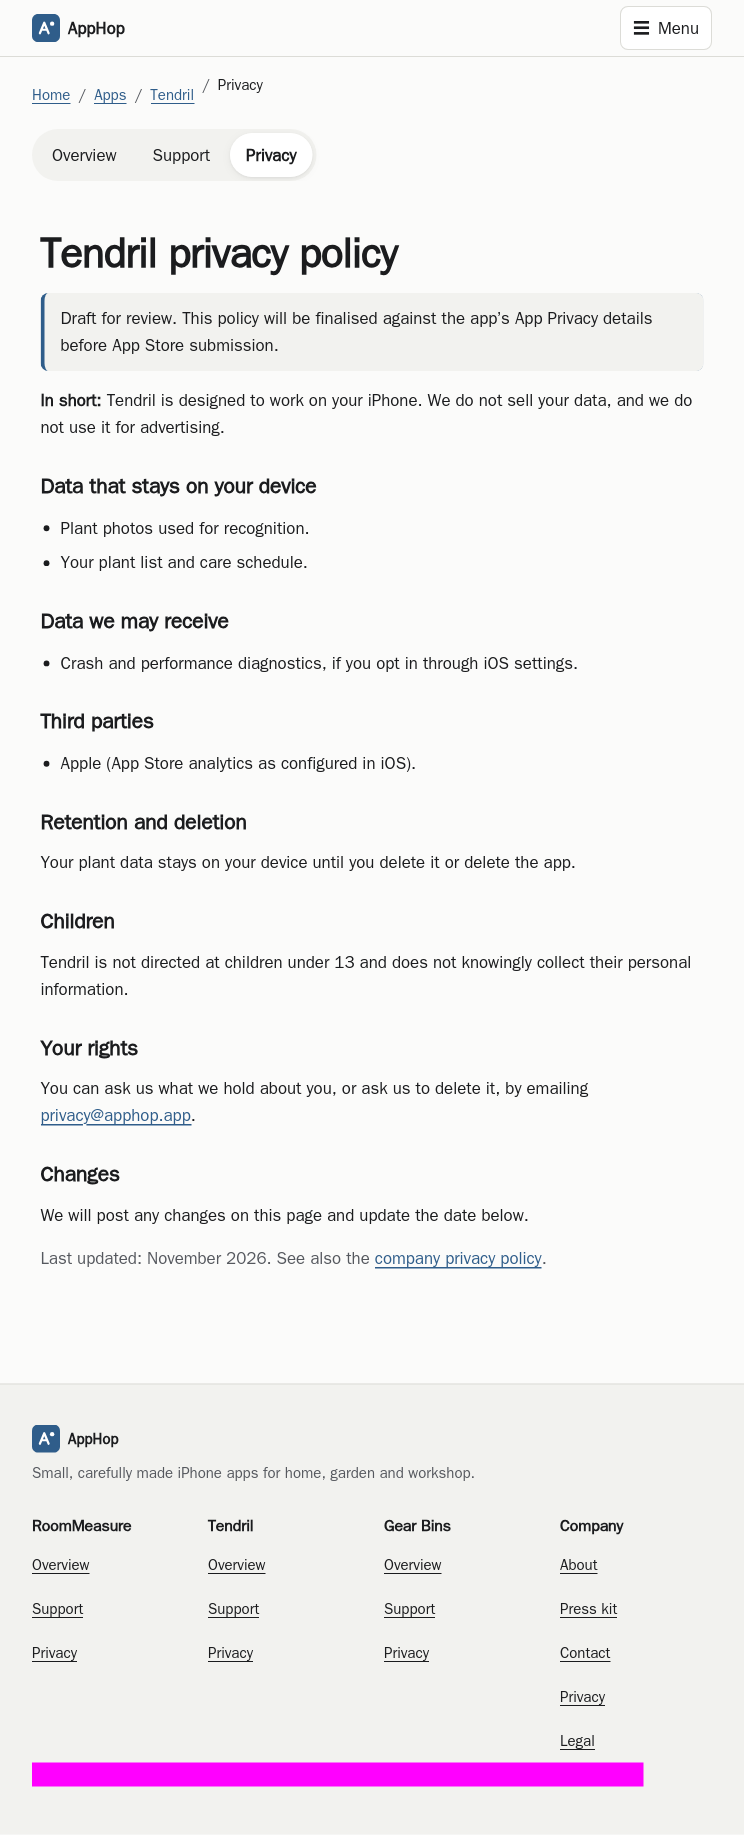 AppHop
Menu
Home / Apps / Tendril / Privacy
Overview Support Privacy
Tendril privacy policy
Draft for review. This policy will be finalised against the app’s App Privacy details
before App Store submission.
In short: Tendril is designed to work on your iPhone. We do not sell your data, and we do
not use it for advertising.
Data that stays on your device
• Plant photos used for recognition.
• Your plant list and care schedule.
Data we may receive
• Crash and performance diagnostics, if you opt in through iOS settings.
Third parties
• Apple (App Store analytics as configured in iOS).
Retention and deletion
Your plant data stays on your device until you delete it or delete the app.
Children
Tendril is not directed at children under 13 and does not knowingly collect their personal
information.
Your rights
You can ask us what we hold about you, or ask us to delete it, by emailing
privacy@apphop.app.
Changes
We will post any changes on this page and update the date below.
Last updated: November 2026. See also the company privacy policy.
AppHop
Small, carefully made iPhone apps for home, garden and workshop.
RoomMeasure
Overview
Support
Privacy
Tendril
Overview
Support
Privacy
Gear Bins
Overview
Support
Privacy
Company
About
Press kit
Contact
Privacy
Legal